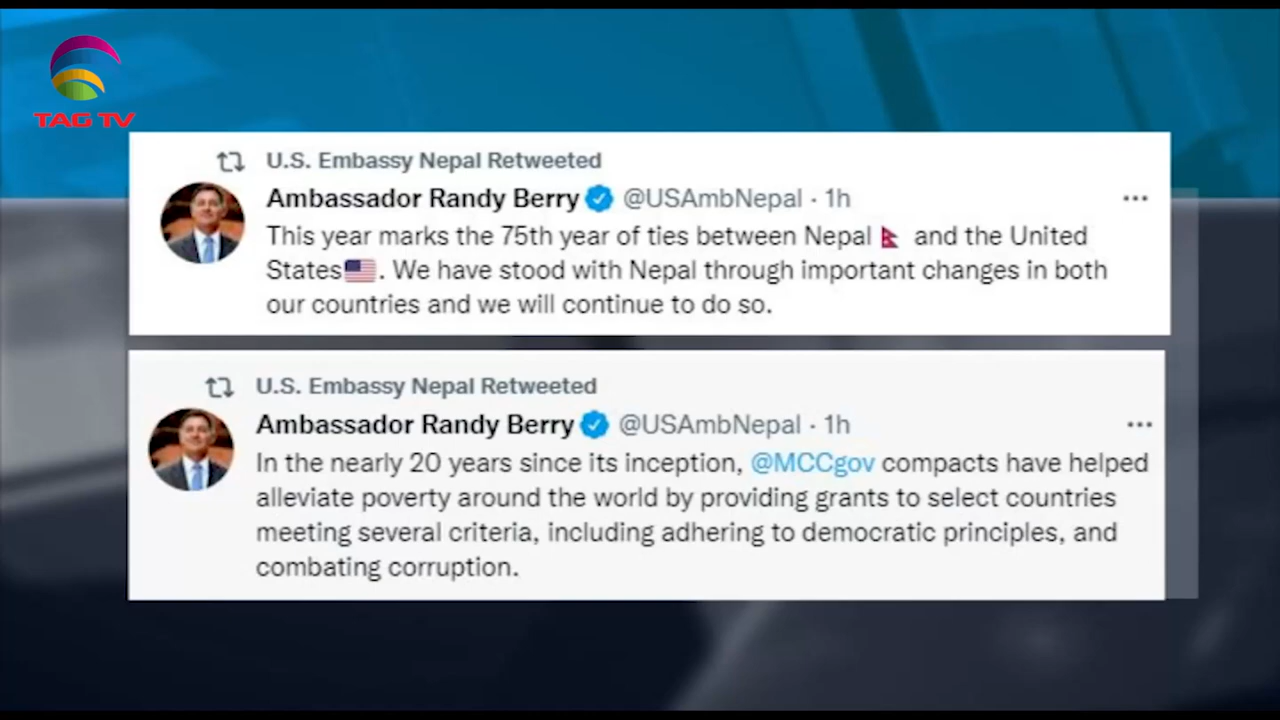 TAG TV
U.S. Embassy Nepal Retweeted
Ambassador Randy Berry @USAmbNepal · 1h
This year marks the 75th year of ties between Nepal 🇳🇵 and the United
States🇺🇸. We have stood with Nepal through important changes in both
our countries and we will continue to do so.
U.S. Embassy Nepal Retweeted
Ambassador Randy Berry @USAmbNepal · 1h
In the nearly 20 years since its inception, @MCCgov compacts have helped
alleviate poverty around the world by providing grants to select countries
meeting several criteria, including adhering to democratic principles, and
combating corruption.